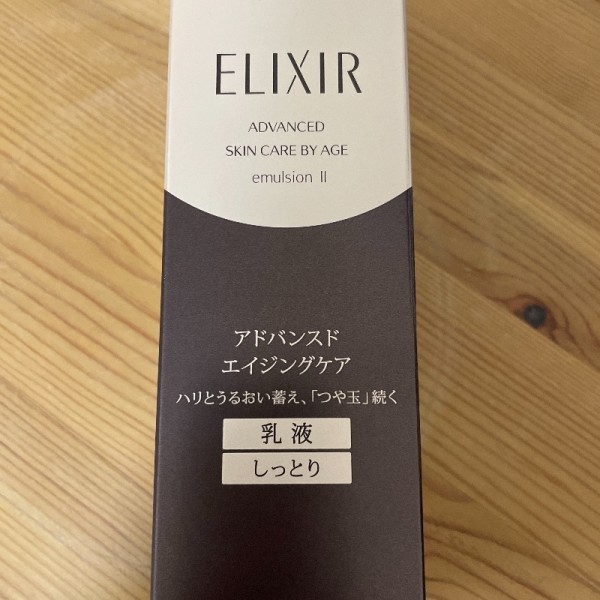 ELIXIR
ADVANCED
SKIN CARE BY AGE
emulsion II
アドバンスド
エイジングケア
ハリとうるおい蓄え、「つや玉」続く
乳液
しっとり